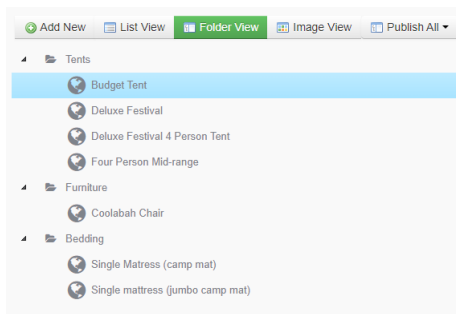 Add New List View Folder View Image View Publish All
Tents
Budget Tent
Deluxe Festival
Deluxe Festival 4 Person Tent
Four Person Mid-range
Furniture
Coolabah Chair
Bedding
Single Matress (camp mat)
Single mattress (jumbo camp mat)